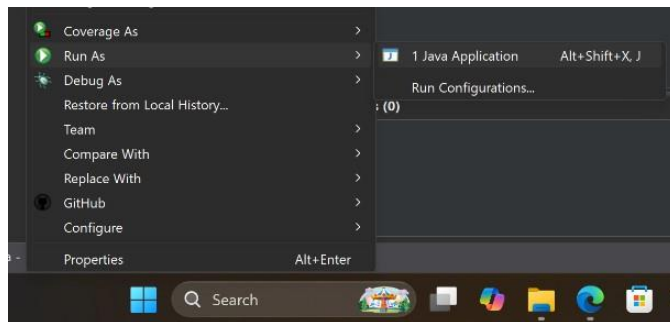 Coverage As
Run As
1 Java Application Alt+Shift+X, J
Debug As
Run Configurations...
Restore from Local History...
(0)
Team
Compare With
Replace With
GitHub
Configure
Properties Alt+Enter
Search